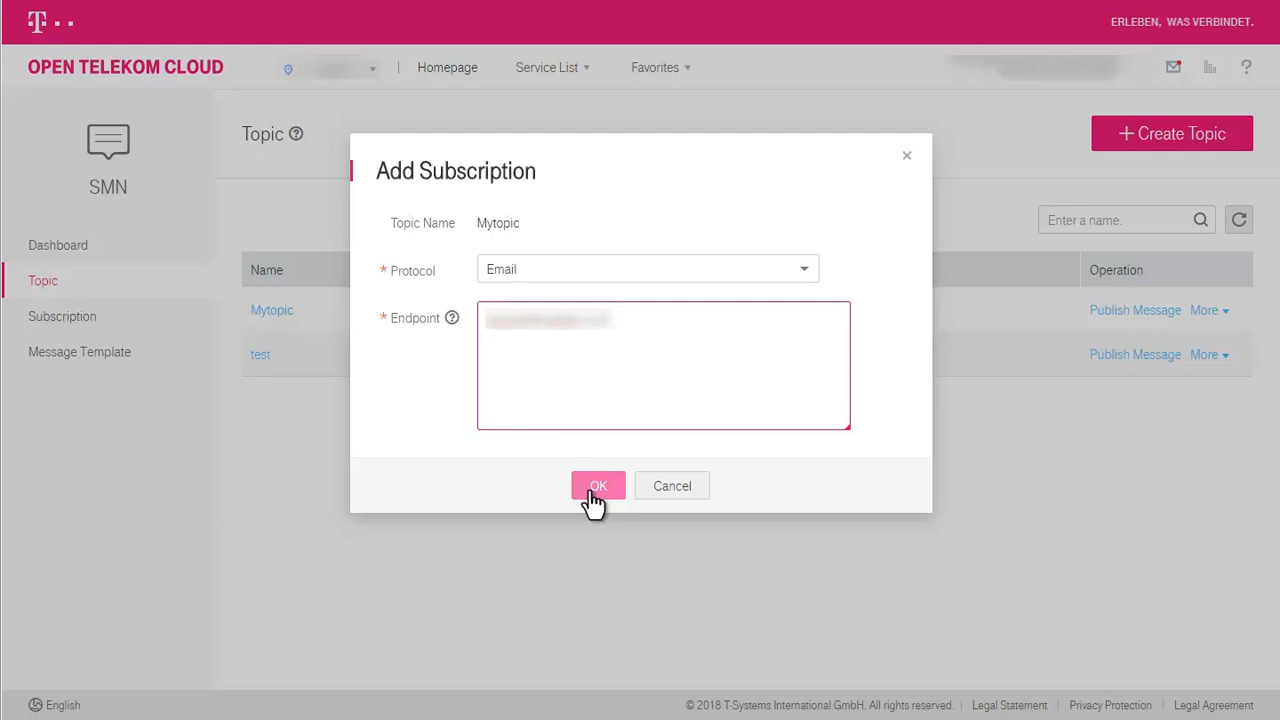 T
ERLEBEN, WAS VERBINDET.
OPEN TELEKOM CLOUD
Homepage
Service List
Favorites
?
SMN
Dashboard
Topic
Subscription
Message Template
Topic ?
+ Create Topic
Enter a name.
Name
Operation
Mytopic
Publish Message More
test
Publish Message More
Add Subscription
×
Topic Name Mytopic
* Protocol Email
* Endpoint ?
OK
Cancel
English
© 2018 T-Systems International GmbH. All rights reserved. | Legal Statement | Privacy Protection | Legal Agreement